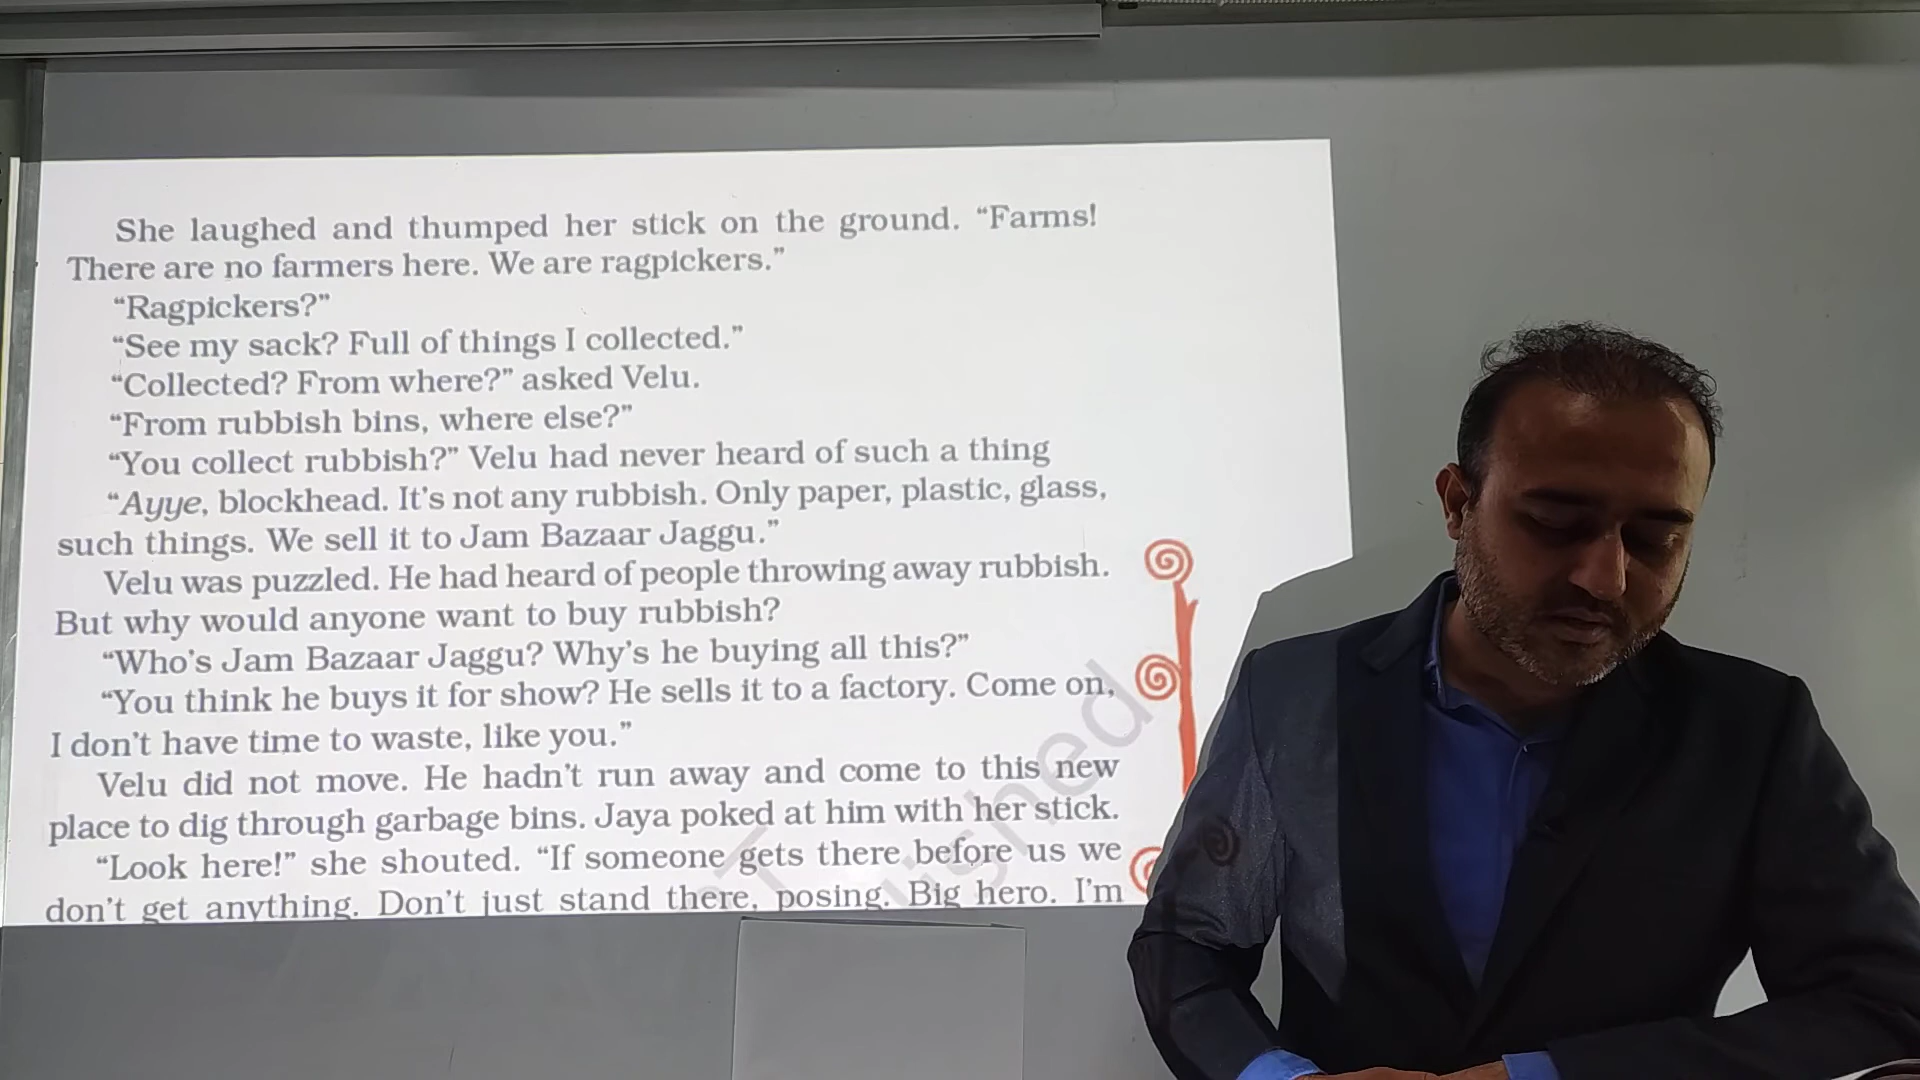 She laughed and thumped her stick on the ground. “Farms!
There are no farmers here. We are ragpickers.”
“Ragpickers?”
“See my sack? Full of things I collected.”
“Collected? From where?” asked Velu.
“From rubbish bins, where else?”
“You collect rubbish?” Velu had never heard of such a thing
“Ayye, blockhead. It’s not any rubbish. Only paper, plastic, glass,
such things. We sell it to Jam Bazaar Jaggu.”
Velu was puzzled. He had heard of people throwing away rubbish.
But why would anyone want to buy rubbish?
“Who’s Jam Bazaar Jaggu? Why’s he buying all this?”
“You think he buys it for show? He sells it to a factory. Come on,
I don’t have time to waste, like you.”
Velu did not move. He hadn’t run away and come to this new
place to dig through garbage bins. Jaya poked at him with her stick.
“Look here!” she shouted. “If someone gets there before us we
don’t get anything. Don’t just stand there, posing. Big hero. I’m